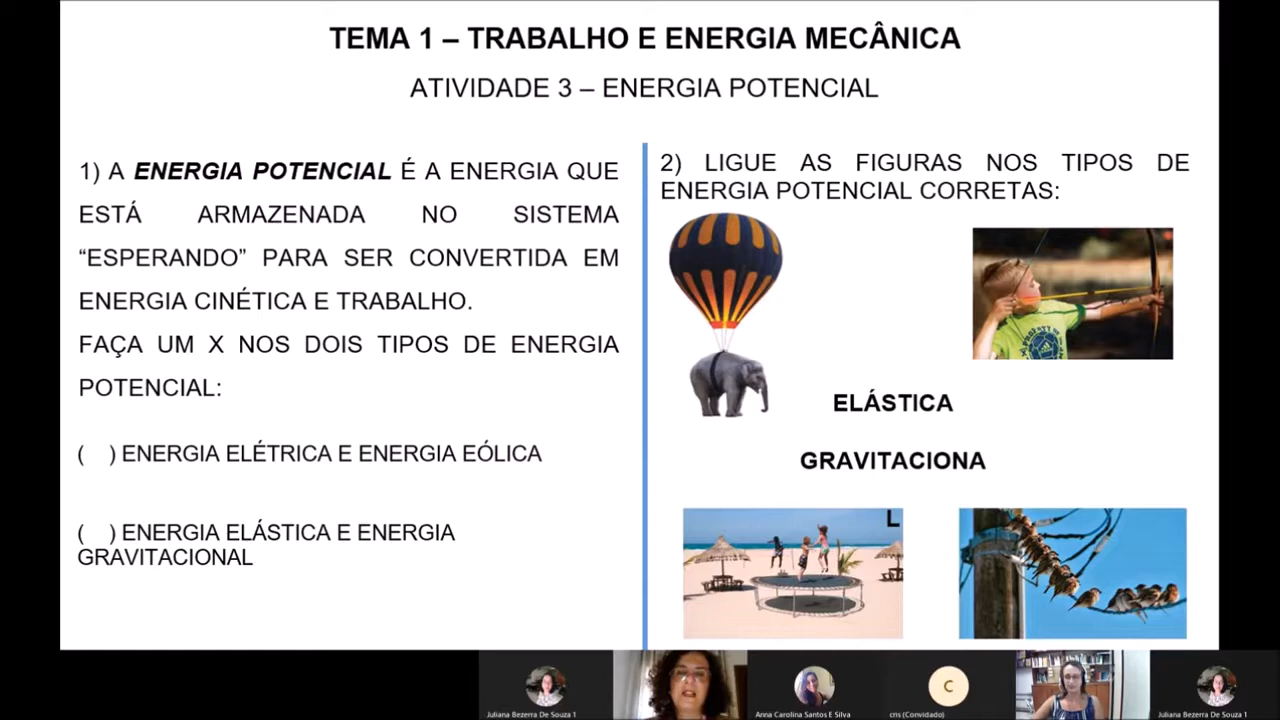 TEMA 1 – TRABALHO E ENERGIA MECÂNICA
ATIVIDADE 3 – ENERGIA POTENCIAL
1) A ENERGIA POTENCIAL É A ENERGIA QUE
ESTÁ ARMAZENADA NO SISTEMA
“ESPERANDO” PARA SER CONVERTIDA EM
ENERGIA CINÉTICA E TRABALHO.
FAÇA UM X NOS DOIS TIPOS DE ENERGIA
POTENCIAL:
( ) ENERGIA ELÉTRICA E ENERGIA EÓLICA
( ) ENERGIA ELÁSTICA E ENERGIA
GRAVITACIONAL
2) LIGUE AS FIGURAS NOS TIPOS DE
ENERGIA POTENCIAL CORRETAS:
ELÁSTICA
GRAVITACIONA
L
Juliana Bezerra De Souza 1
Anna Carolina Santos E Silva
C
cris (Convidado)
Juliana Bezerra De Souza 1